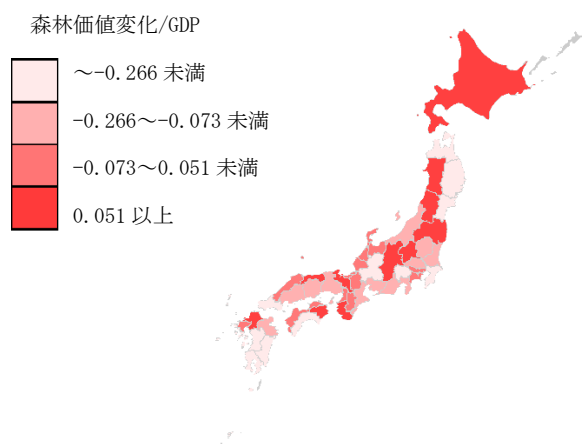 森林価値変化/GDP
～-0.266 未満
-0.266～-0.073 未満
-0.073～0.051 未満
0.051 以上